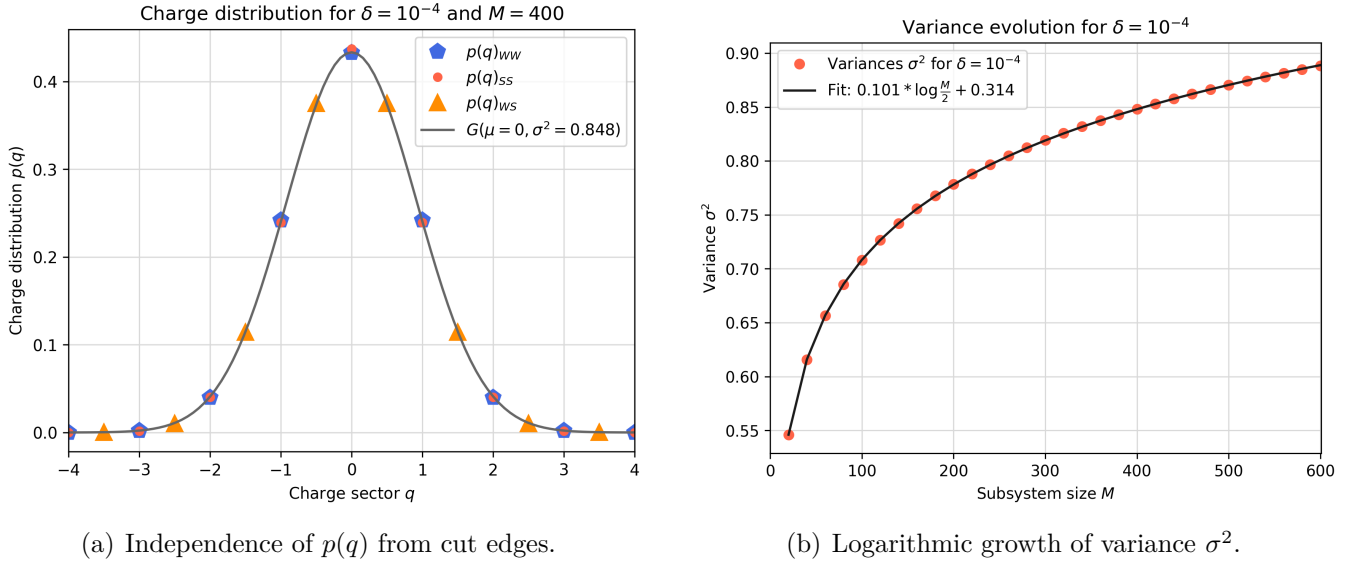 Charge distribution for δ = 10⁻⁴ and M = 400
p(q)_WW
p(q)_SS
p(q)_WS
G(μ = 0, σ² = 0.848)
Charge distribution p(q)
0.4
0.3
0.2
0.1
0.0
−4 −3 −2 −1 0 1 2 3 4
Charge sector q
(a) Independence of p(q) from cut edges.
Variance evolution for δ = 10⁻⁴
Variances σ² for δ = 10⁻⁴
Fit: 0.101 * log M/2 + 0.314
Variance σ²
0.90
0.85
0.80
0.75
0.70
0.65
0.60
0.55
0 100 200 300 400 500 600
Subsystem size M
(b) Logarithmic growth of variance σ².